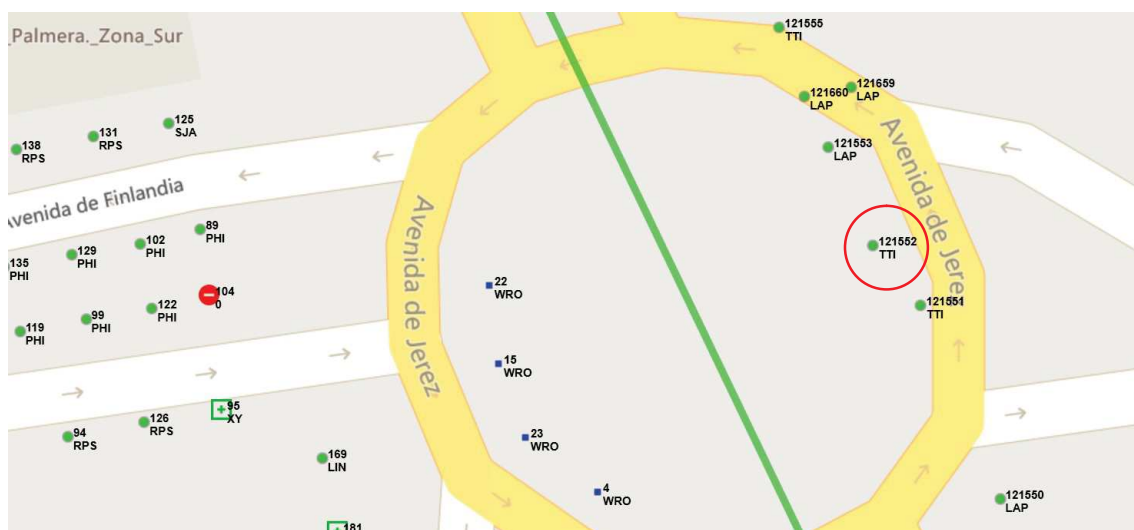 _Palmera._Zona_Sur
121555
TTI
121659
LAP
121660
LAP
125
SJA
131
RPS
138
RPS
121553
LAP
Avenida de Jerez
Avenida de Finlandia
89
PHI
102
PHI
129
PHI
135
PHI
121552
TTI
Avenida de Jerez
22
WRO
104
0
122
PHI
99
PHI
119
PHI
121551
TTI
15
WRO
95
XY
126
RPS
94
RPS
23
WRO
169
LIN
4
WRO
121550
LAP
181